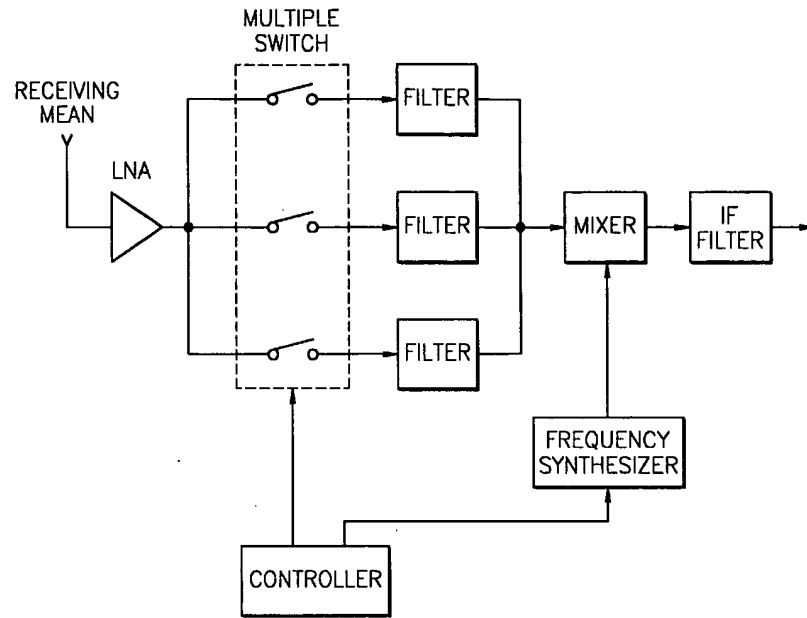 MULTIPLE
SWITCH
RECEIVING
MEAN
LNA
FILTER
FILTER
FILTER
MIXER
IF
FILTER
FREQUENCY
SYNTHESIZER
CONTROLLER